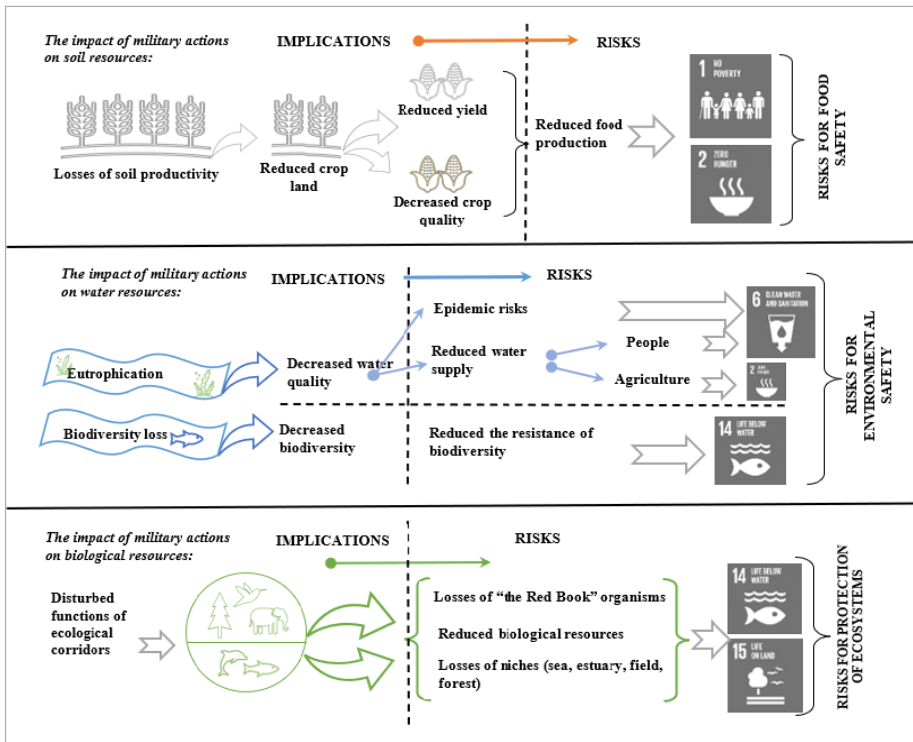 The impact of military actions
on soil resources:
IMPLICATIONS
RISKS
Losses of soil productivity
Reduced crop
land
Reduced yield
Decreased crop
quality
Reduced food
production
1 NO
POVERTY
2 ZERO
HUNGER
RISKS FOR FOOD
SAFETY
The impact of military actions
on water resources:
IMPLICATIONS
RISKS
Eutrophication
Decreased water
quality
Epidemic risks
Reduced water
supply
People
Agriculture
6 CLEAN WATER
AND SANITATION
2
Biodiversity loss
Decreased
biodiversity
Reduced the resistance of
biodiversity
14 LIFE BELOW
WATER
RISKS FOR
ENVIRONMENTAL
SAFETY
The impact of military actions
on biological resources:
IMPLICATIONS
RISKS
Disturbed
functions of
ecological
corridors
Losses of “the Red Book” organisms
Reduced biological resources
Losses of niches (sea, estuary, field,
forest)
14 LIFE BELOW
WATER
15 LIFE
ON LAND
RISKS FOR PROTECTION
OF ECOSYSTEMS